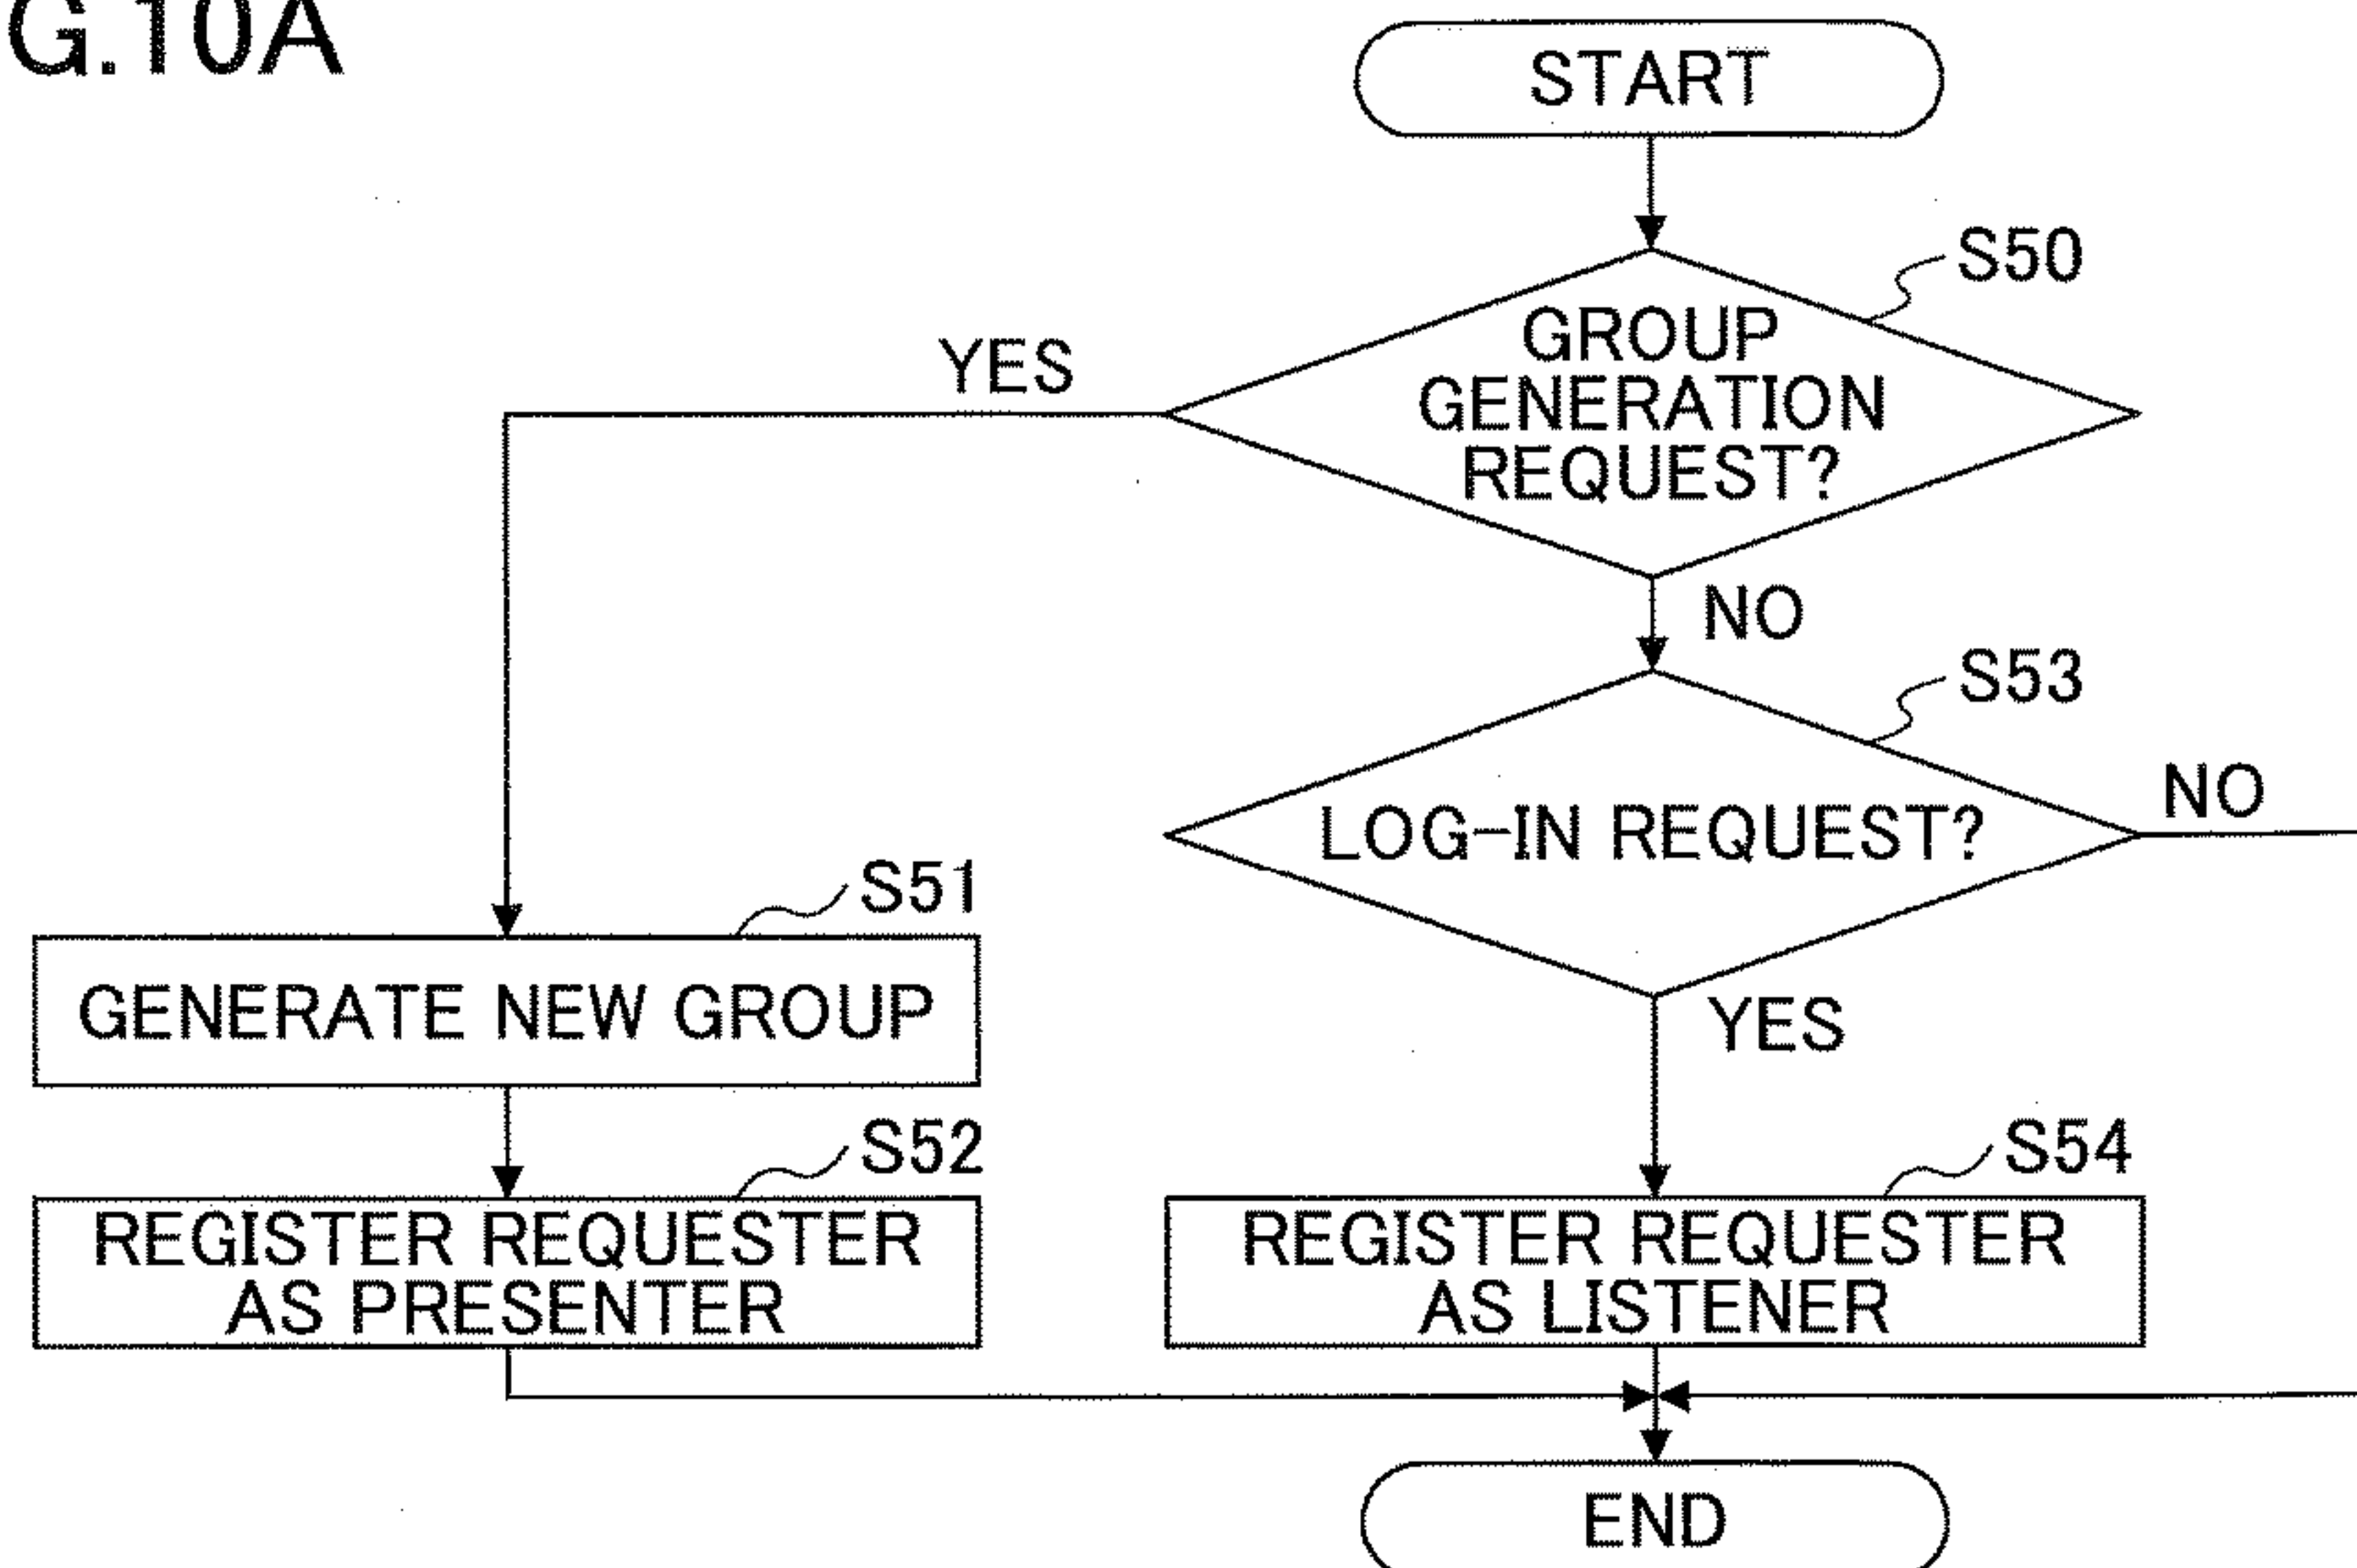 G.10A
START
S50
GROUP
GENERATION
REQUEST?
YES
NO
S53
LOG-IN REQUEST?
NO
YES
S51
GENERATE NEW GROUP
S52
REGISTER REQUESTER
AS PRESENTER
S54
REGISTER REQUESTER
AS LISTENER
END